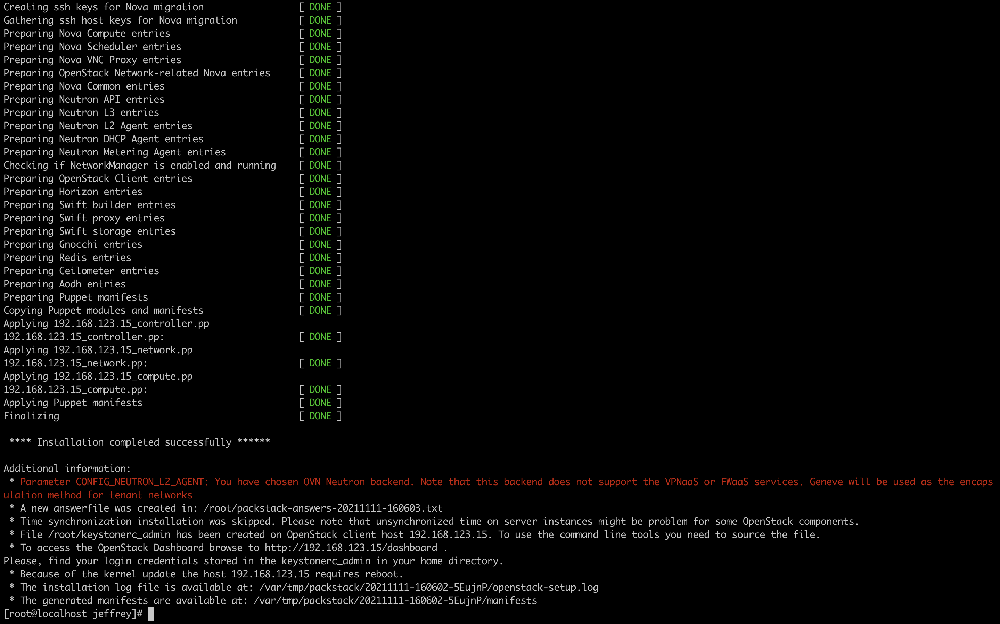 Creating ssh keys for Nova migration [ DONE ]
Gathering ssh host keys for Nova migration [ DONE ]
Preparing Nova Compute entries [ DONE ]
Preparing Nova Scheduler entries [ DONE ]
Preparing Nova VNC Proxy entries [ DONE ]
Preparing OpenStack Network-related Nova entries [ DONE ]
Preparing Nova Common entries [ DONE ]
Preparing Neutron API entries [ DONE ]
Preparing Neutron L3 entries [ DONE ]
Preparing Neutron L2 Agent entries [ DONE ]
Preparing Neutron DHCP Agent entries [ DONE ]
Preparing Neutron Metering Agent entries [ DONE ]
Checking if NetworkManager is enabled and running [ DONE ]
Preparing OpenStack Client entries [ DONE ]
Preparing Horizon entries [ DONE ]
Preparing Swift builder entries [ DONE ]
Preparing Swift proxy entries [ DONE ]
Preparing Swift storage entries [ DONE ]
Preparing Gnocchi entries [ DONE ]
Preparing Redis entries [ DONE ]
Preparing Ceilometer entries [ DONE ]
Preparing Aodh entries [ DONE ]
Preparing Puppet manifests [ DONE ]
Copying Puppet modules and manifests [ DONE ]
Applying 192.168.123.15_controller.pp
192.168.123.15_controller.pp: [ DONE ]
Applying 192.168.123.15_network.pp
192.168.123.15_network.pp: [ DONE ]
Applying 192.168.123.15_compute.pp
192.168.123.15_compute.pp: [ DONE ]
Applying Puppet manifests [ DONE ]
Finalizing [ DONE ]
**** Installation completed successfully ******
Additional information:
* Parameter CONFIG_NEUTRON_L2_AGENT: You have chosen OVN Neutron backend. Note that this backend does not support the VPNaaS or FWaaS services. Geneve will be used as the encaps
ulation method for tenant networks
* A new answerfile was created in: /root/packstack-answers-20211111-160603.txt
* Time synchronization installation was skipped. Please note that unsynchronized time on server instances might be problem for some OpenStack components.
* File /root/keystonerc_admin has been created on OpenStack client host 192.168.123.15. To use the command line tools you need to source the file.
* To access the OpenStack Dashboard browse to http://192.168.123.15/dashboard .
Please, find your login credentials stored in the keystonerc_admin in your home directory.
* Because of the kernel update the host 192.168.123.15 requires reboot.
* The installation log file is available at: /var/tmp/packstack/20211111-160602-5EujnP/openstack-setup.log
* The generated manifests are available at: /var/tmp/packstack/20211111-160602-5EujnP/manifests
[root@localhost jeffrey]#